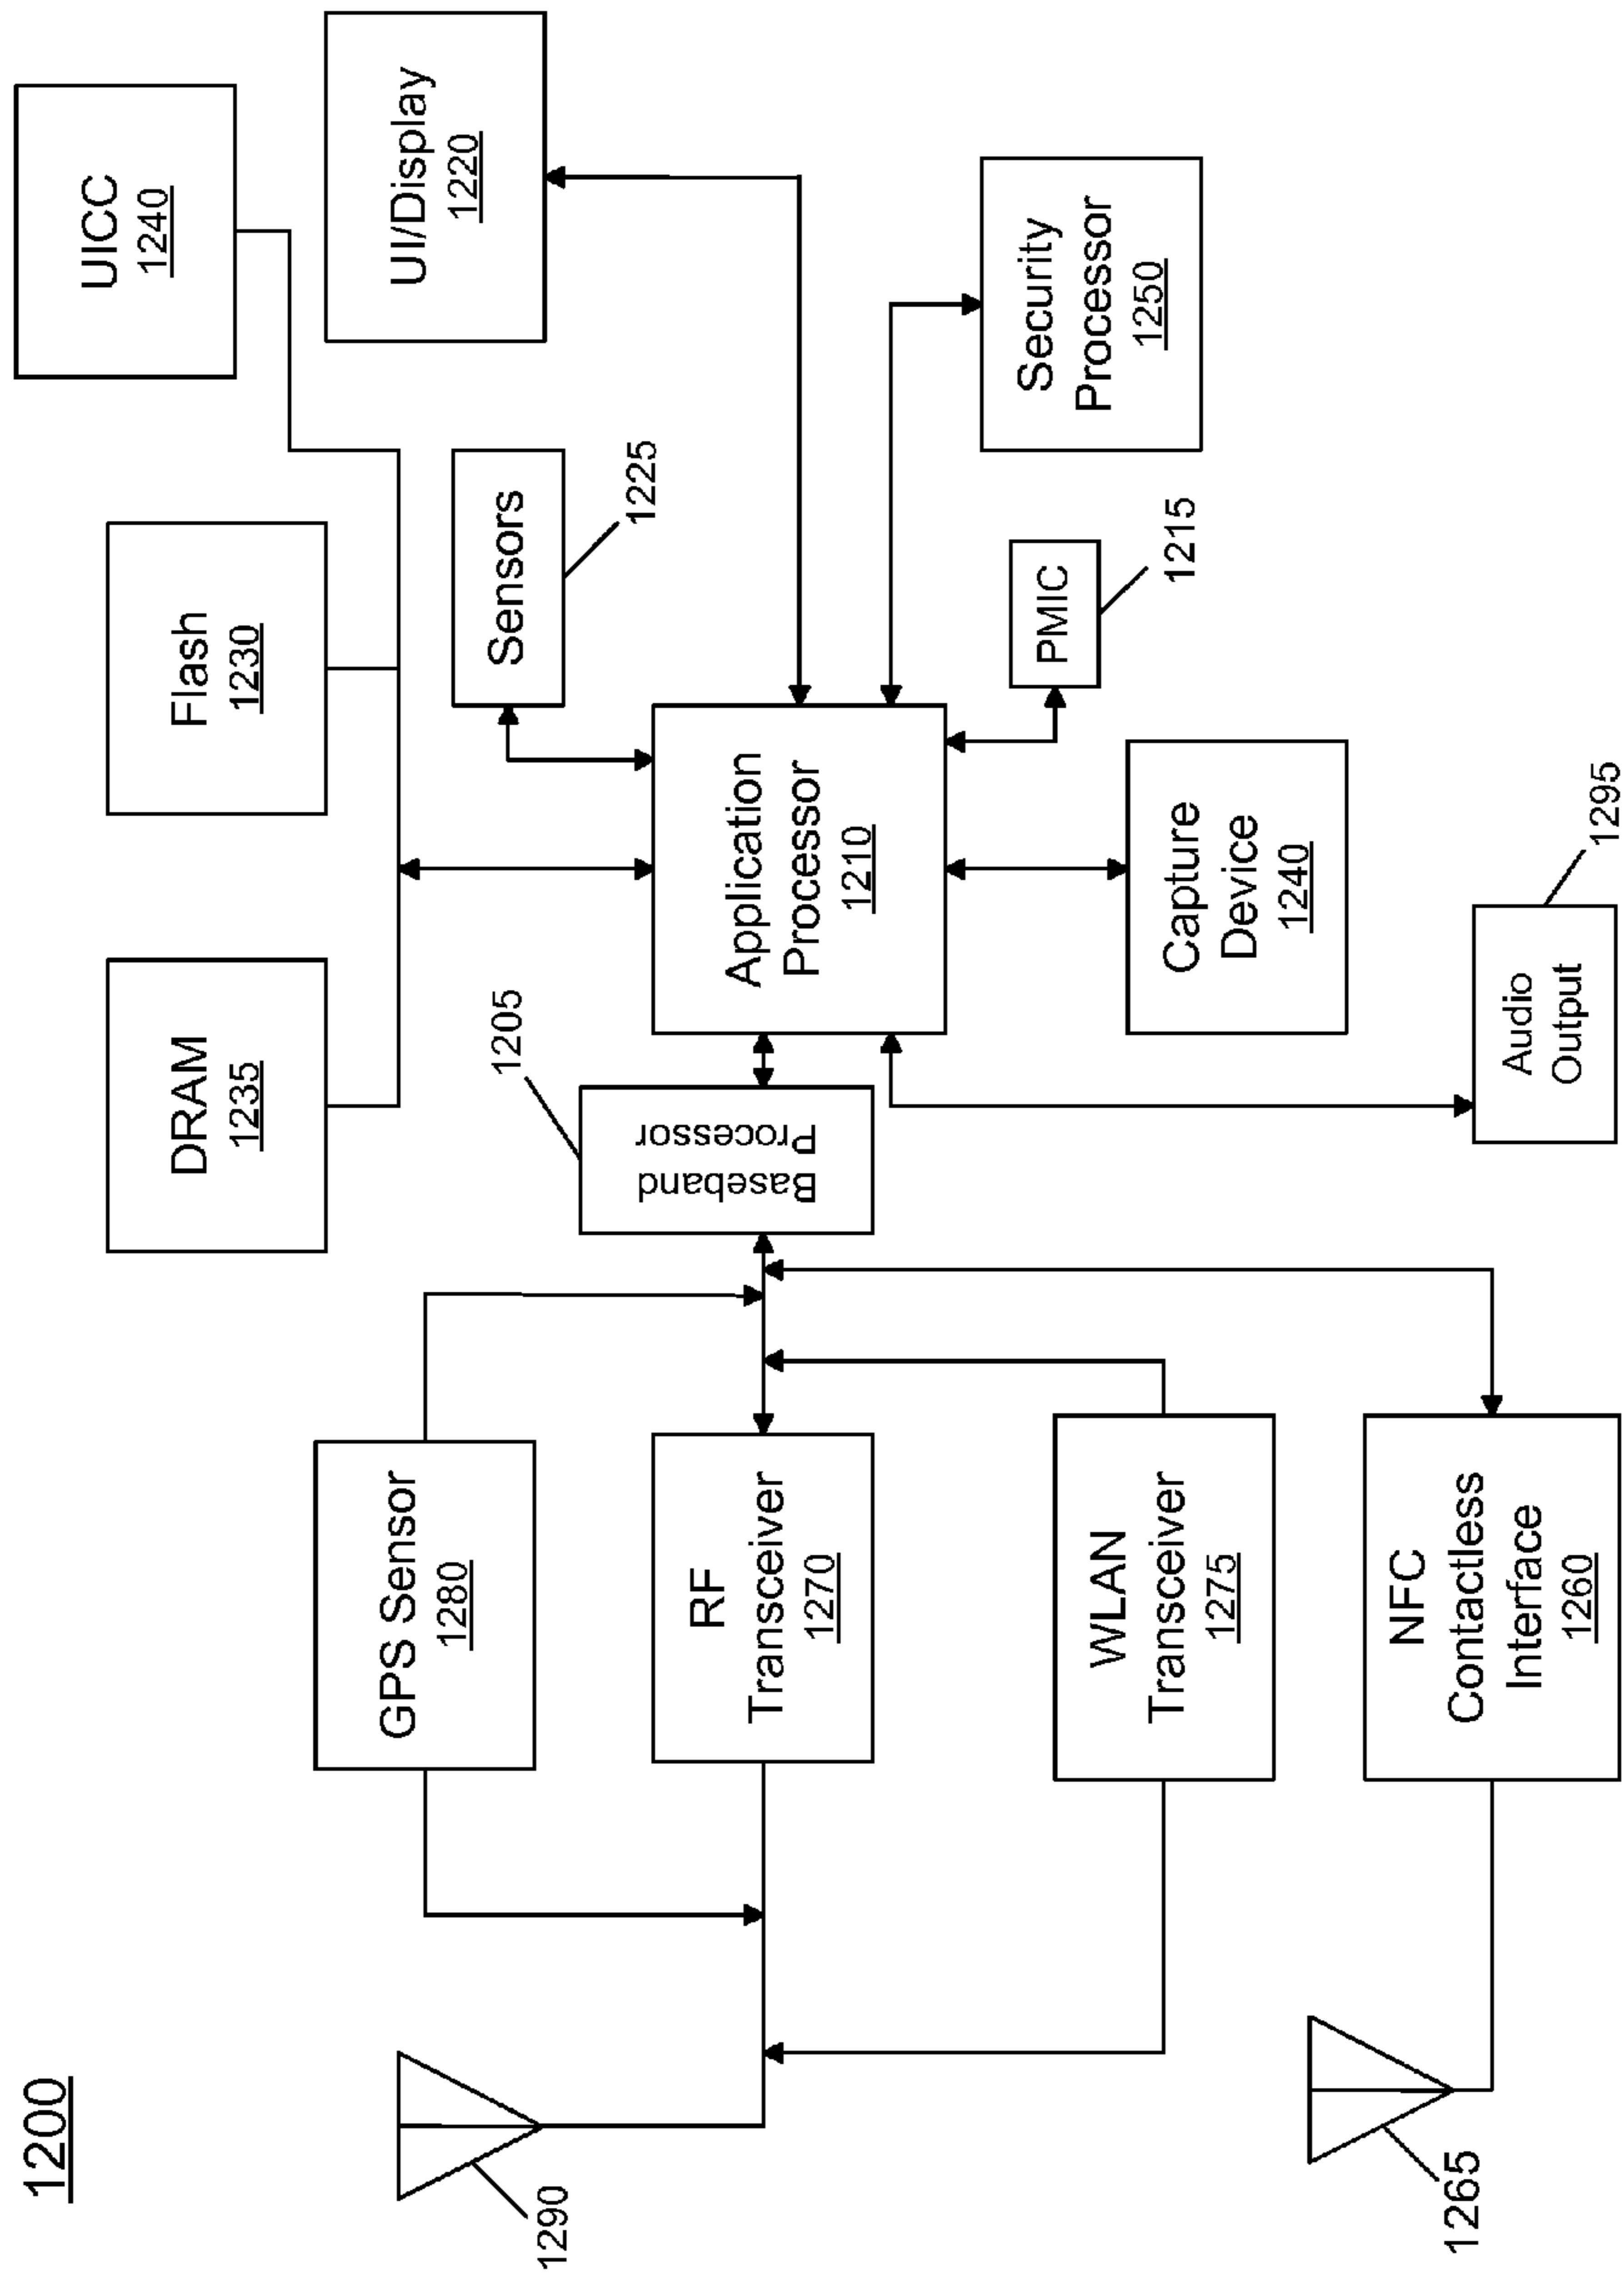 1200
UICC
1240
Flash
1230
DRAM
1235
UI/Display
1220
Sensors
1225
1205
Baseband
Processor
Application
Processor
1210
Security
Processor
1250
PMIC
1215
Capture
Device
1240
Audio
Output
1295
GPS Sensor
1280
RF
Transceiver
1270
WLAN
Transceiver
1275
NFC
Contactless
Interface
1260
1290
1265